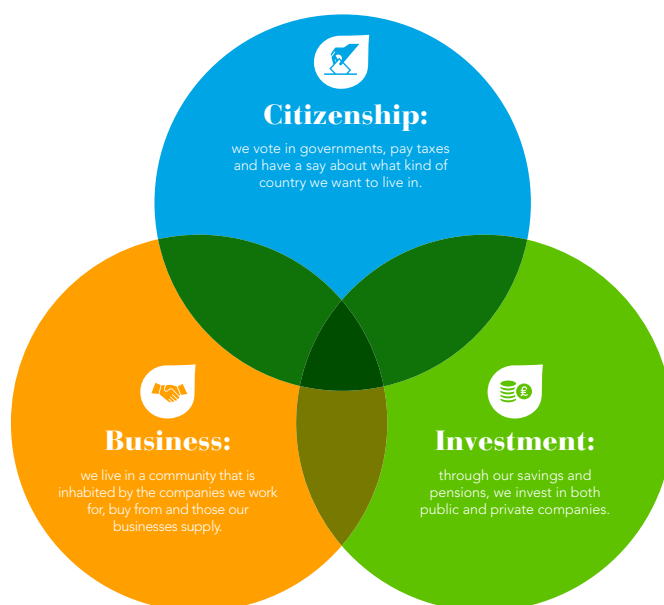 Citizenship:
we vote in governments, pay taxes
and have a say about what kind of
country we want to live in.
Business:
we live in a community that is
inhabited by the companies we work
for, buy from and those our
businesses supply.
£
Investment:
through our savings and
pensions, we invest in both
public and private companies.